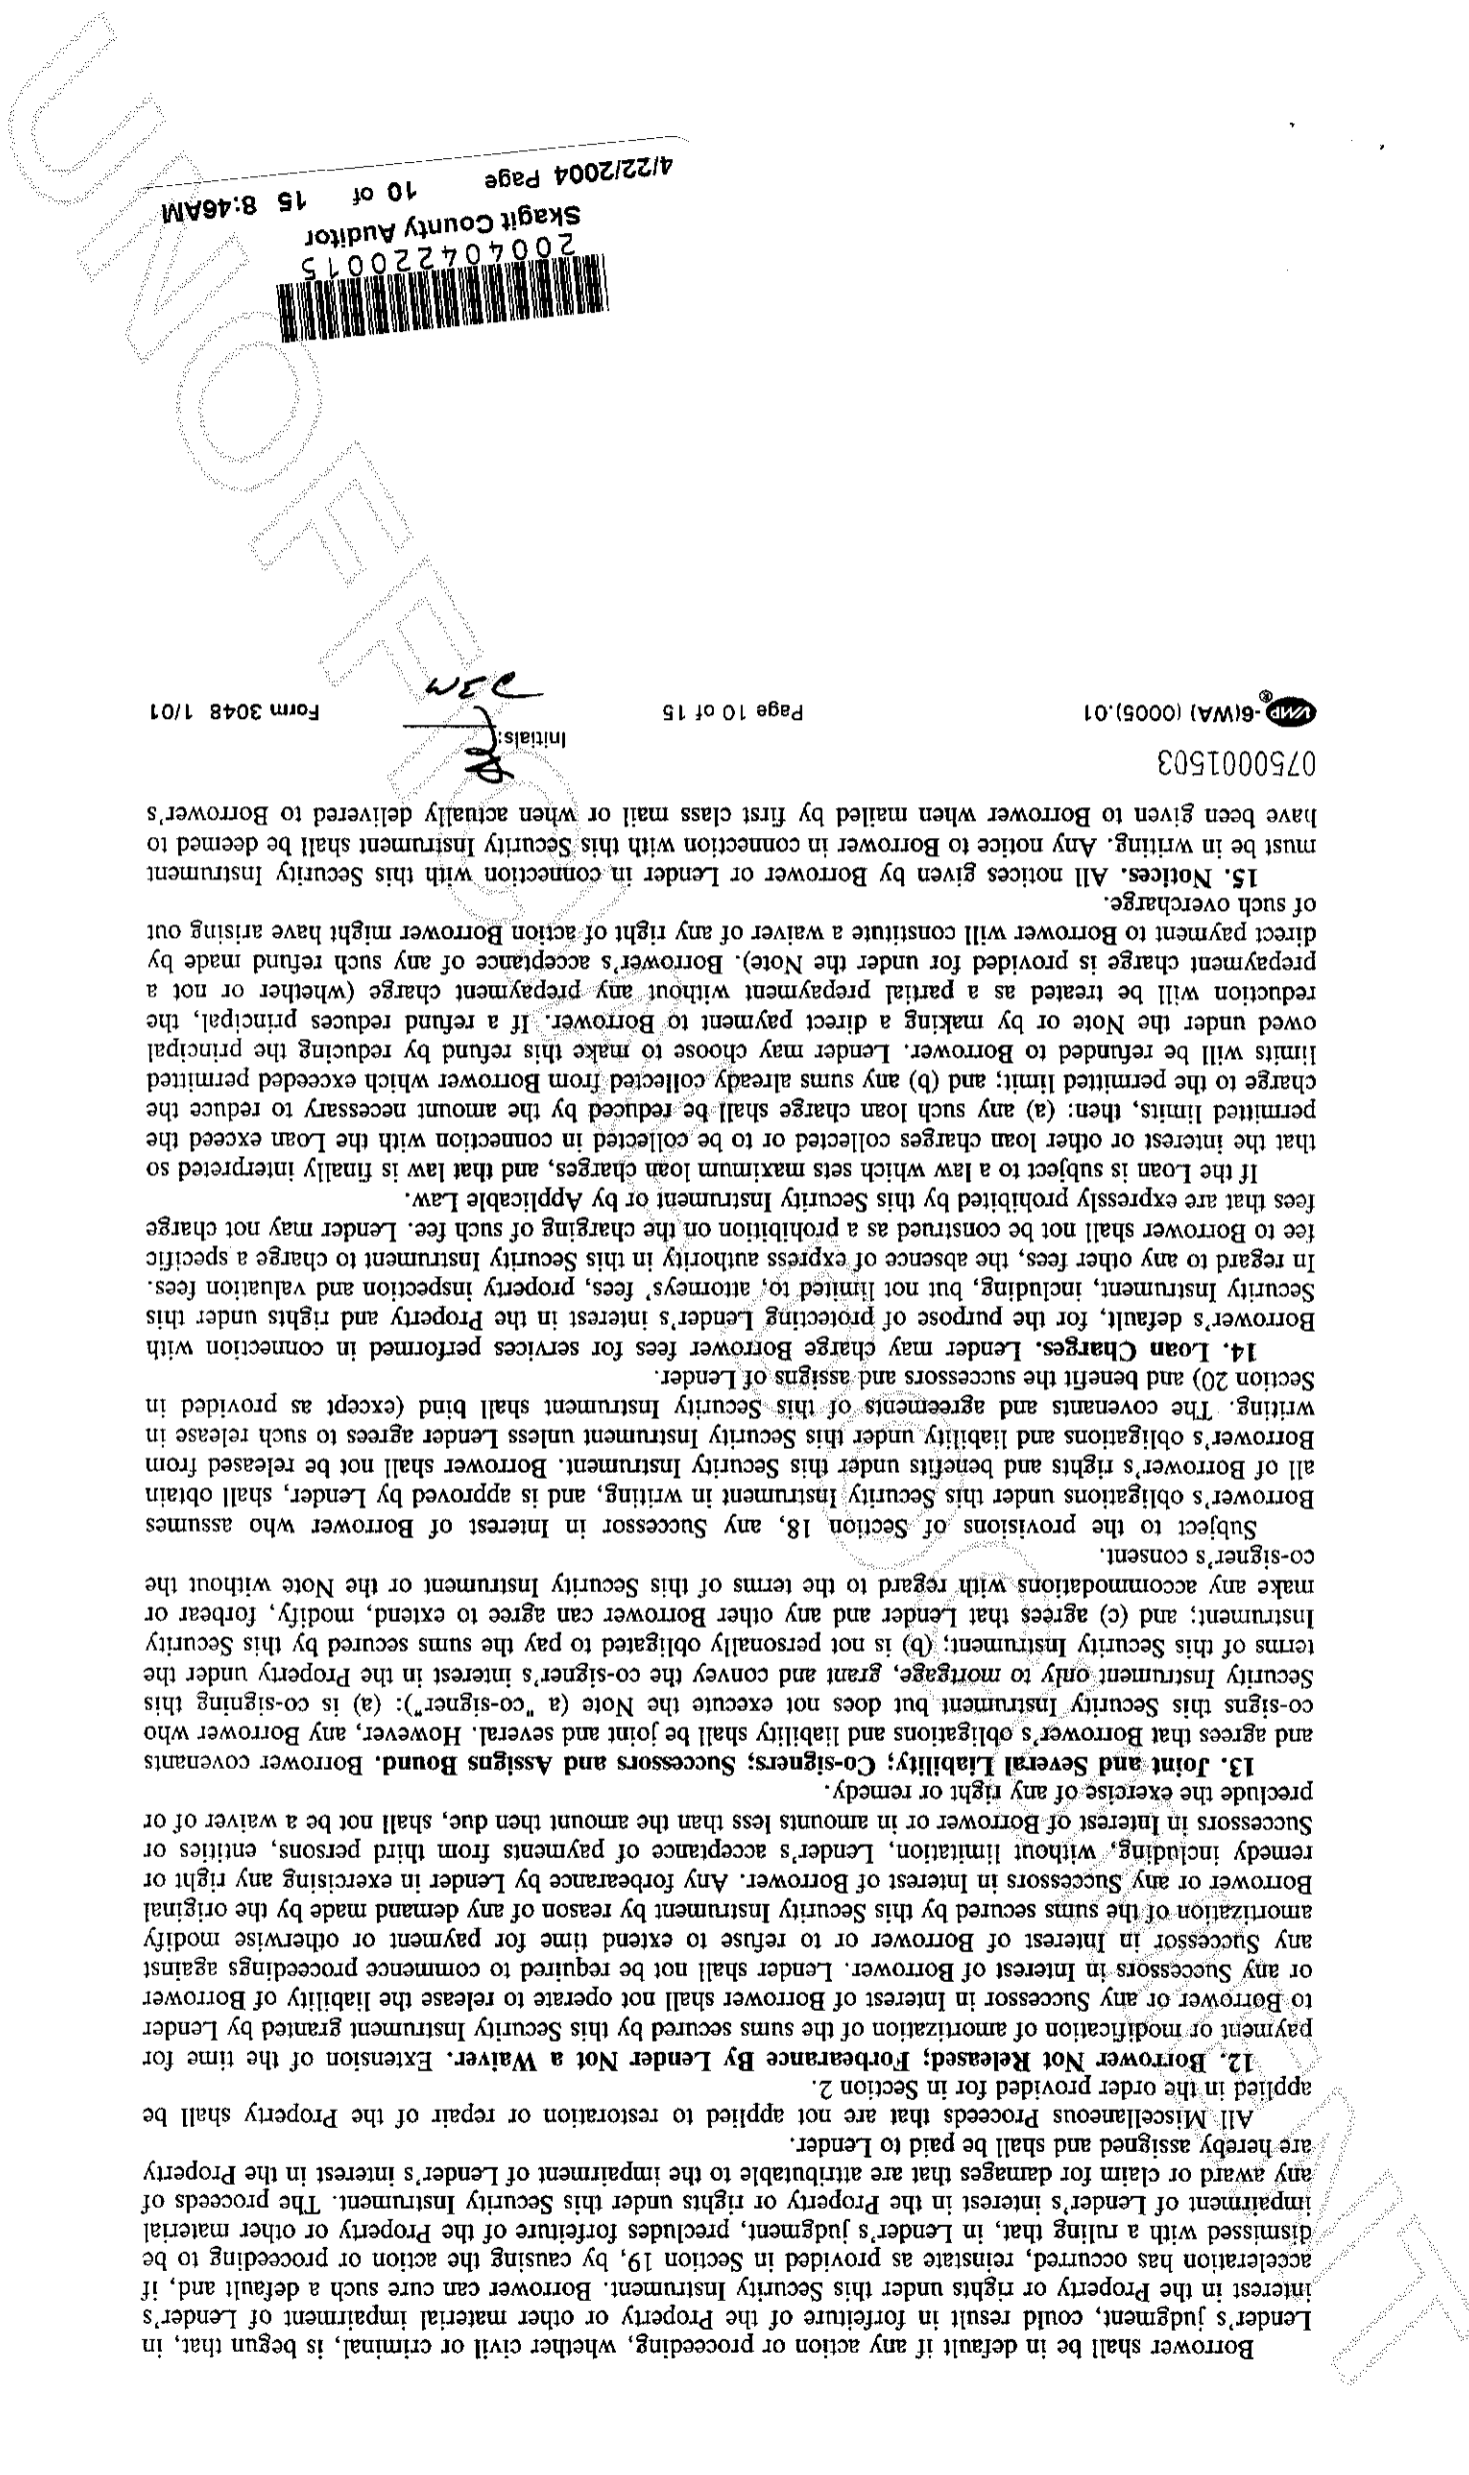 Borrower shall be in default if any action or proceeding, whether civil or criminal, is begun that, in
Lender's judgment, could result in forfeiture of the Property or other material impairment of Lender's
interest in the Property or rights under this Security Instrument. Borrower can cure such a default and, if
acceleration has occurred, reinstate as provided in Section 19, by causing the action or proceeding to be
dismissed with a ruling that, in Lender's judgment, precludes forfeiture of the Property or other material
impairment of Lender's interest in the Property or rights under this Security Instrument. The proceeds of
any award or claim for damages that are attributable to the impairment of Lender's interest in the Property
are hereby assigned and shall be paid to Lender.
All Miscellaneous Proceeds that are not applied to restoration or repair of the Property shall be
applied in the order provided for in Section 2.
12. Borrower Not Released; Forbearance By Lender Not a Waiver. Extension of the time for
payment or modification of amortization of the sums secured by this Security Instrument granted by Lender
to Borrower or any Successor in Interest of Borrower shall not operate to release the liability of Borrower
or any Successors in Interest of Borrower. Lender shall not be required to commence proceedings against
any Successor in Interest of Borrower or to refuse to extend time for payment or otherwise modify
amortization of the sums secured by this Security Instrument by reason of any demand made by the original
Borrower or any Successors in Interest of Borrower. Any forbearance by Lender in exercising any right or
remedy including, without limitation, Lender's acceptance of payments from third persons, entities or
Successors in Interest of Borrower or in amounts less than the amount then due, shall not be a waiver of or
preclude the exercise of any right or remedy.
13. Joint and Several Liability; Co-signers; Successors and Assigns Bound. Borrower covenants
and agrees that Borrower's obligations and liability shall be joint and several. However, any Borrower who
co-signs this Security Instrument but does not execute the Note (a "co-signer"): (a) is co-signing this
Security Instrument only to mortgage, grant and convey the co-signer's interest in the Property under the
terms of this Security Instrument; (b) is not personally obligated to pay the sums secured by this Security
Instrument; and (c) agrees that Lender and any other Borrower can agree to extend, modify, forbear or
make any accommodations with regard to the terms of this Security Instrument or the Note without the
co-signer's consent.
Subject to the provisions of Section 18, any Successor in Interest of Borrower who assumes
Borrower's obligations under this Security Instrument in writing, and is approved by Lender, shall obtain
all of Borrower's rights and benefits under this Security Instrument. Borrower shall not be released from
Borrower's obligations and liability under this Security Instrument unless Lender agrees to such release in
writing. The covenants and agreements of this Security Instrument shall bind (except as provided in
Section 20) and benefit the successors and assigns of Lender.
14. Loan Charges. Lender may charge Borrower fees for services performed in connection with
Borrower's default, for the purpose of protecting Lender's interest in the Property and rights under this
Security Instrument, including, but not limited to, attorneys' fees, property inspection and valuation fees.
In regard to any other fees, the absence of express authority in this Security Instrument to charge a specific
fee to Borrower shall not be construed as a prohibition on the charging of such fee. Lender may not charge
fees that are expressly prohibited by this Security Instrument or by Applicable Law.
If the Loan is subject to a law which sets maximum loan charges, and that law is finally interpreted so
that the interest or other loan charges collected or to be collected in connection with the Loan exceed the
permitted limits, then: (a) any such loan charge shall be reduced by the amount necessary to reduce the
charge to the permitted limit; and (b) any sums already collected from Borrower which exceeded permitted
limits will be refunded to Borrower. Lender may choose to make this refund by reducing the principal
owed under the Note or by making a direct payment to Borrower. If a refund reduces principal, the
reduction will be treated as a partial prepayment without any prepayment charge (whether or not a
prepayment charge is provided for under the Note). Borrower's acceptance of any such refund made by
direct payment to Borrower will constitute a waiver of any right of action Borrower might have arising out
of such overcharge.
15. Notices. All notices given by Borrower or Lender in connection with this Security Instrument
must be in writing. Any notice to Borrower in connection with this Security Instrument shall be deemed to
have been given to Borrower when mailed by first class mail or when actually delivered to Borrower's
0750001503
Initials:
VMP®-6(WA) (0005).01 Page 10 of 15 Form 3048 1/01
200404220015
Skagit County Auditor
4/22/2004 Page 10 of 15 8:46AM
UNOFFICIAL DOCUMENT